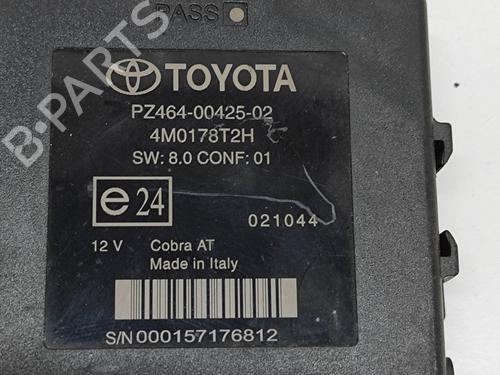 PASS
TOYOTA
PZ464-00425-02
4M0178T2H
SW: 8.0 CONF: 01
e24
021044
12 V Cobra AT
Made in Italy
S/N 000157176812
B-PARTS